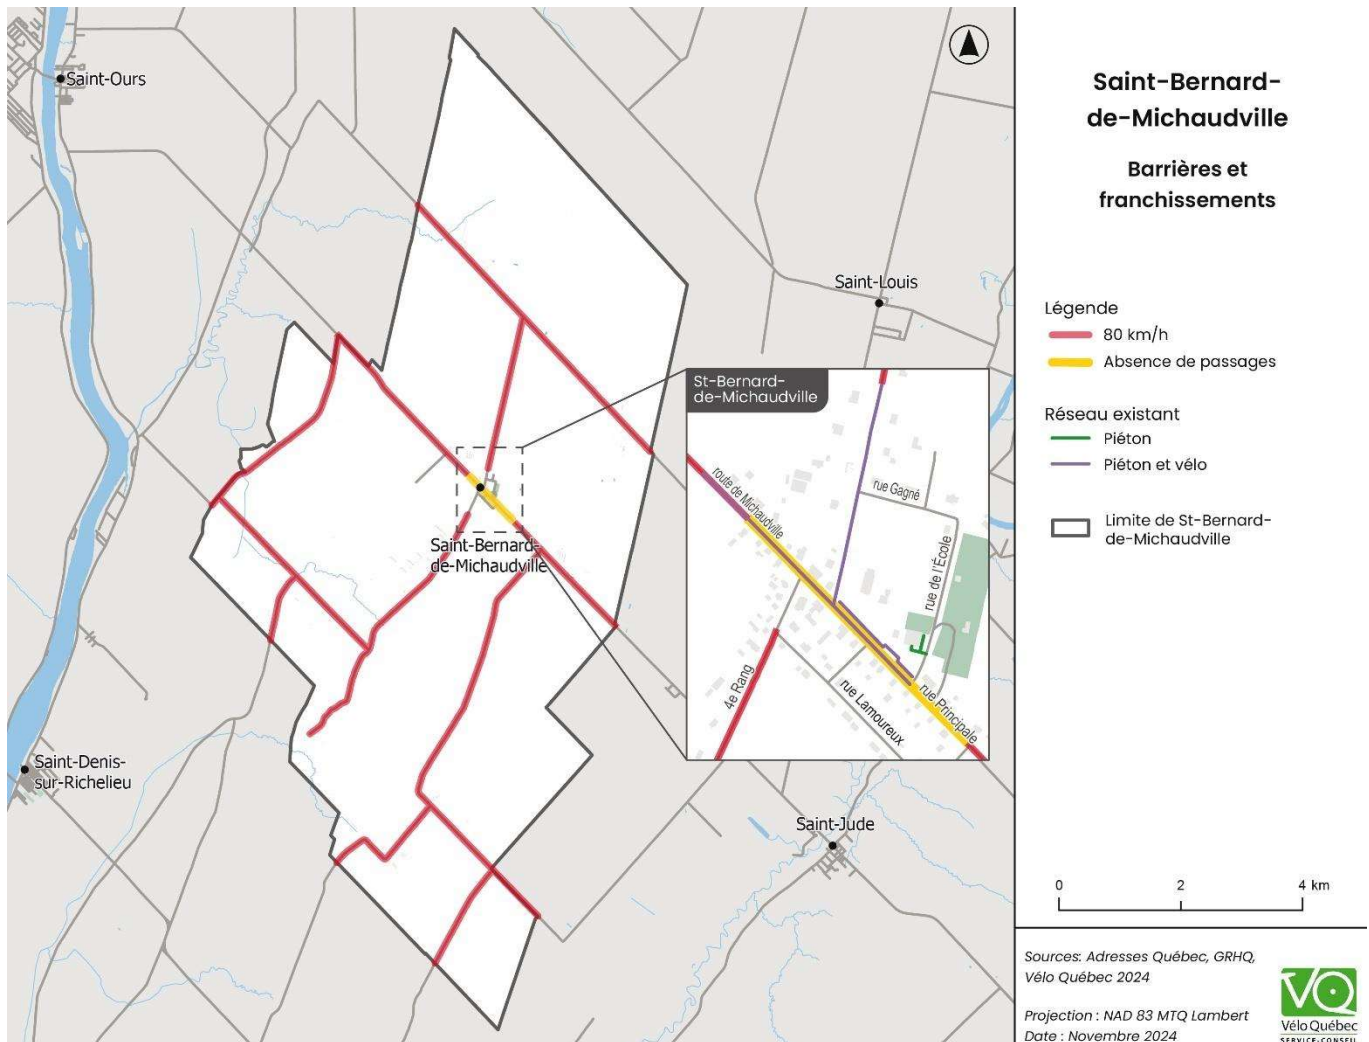 Saint-Ours
Saint-Louis
Saint-Bernard-
de-Michaudville
Saint-Denis-
sur-Richelieu
Saint-Jude
St-Bernard-
de-Michaudville
route de Michaudville
rue Gagné
rue de l'École
4e Rang
rue Lamoureux
rue Principale
Saint-Bernard-
de-Michaudville
Barrières et
franchissements
Légende
80 km/h
Absence de passages
Réseau existant
Piéton
Piéton et vélo
Limite de St-Bernard-
de-Michaudville
0 2 4 km
Sources: Adresses Québec, GRHQ,
Vélo Québec 2024
Projection : NAD 83 MTQ Lambert
Date : Novembre 2024
VQ
Vélo Québec
SERVICE-CONSEIL